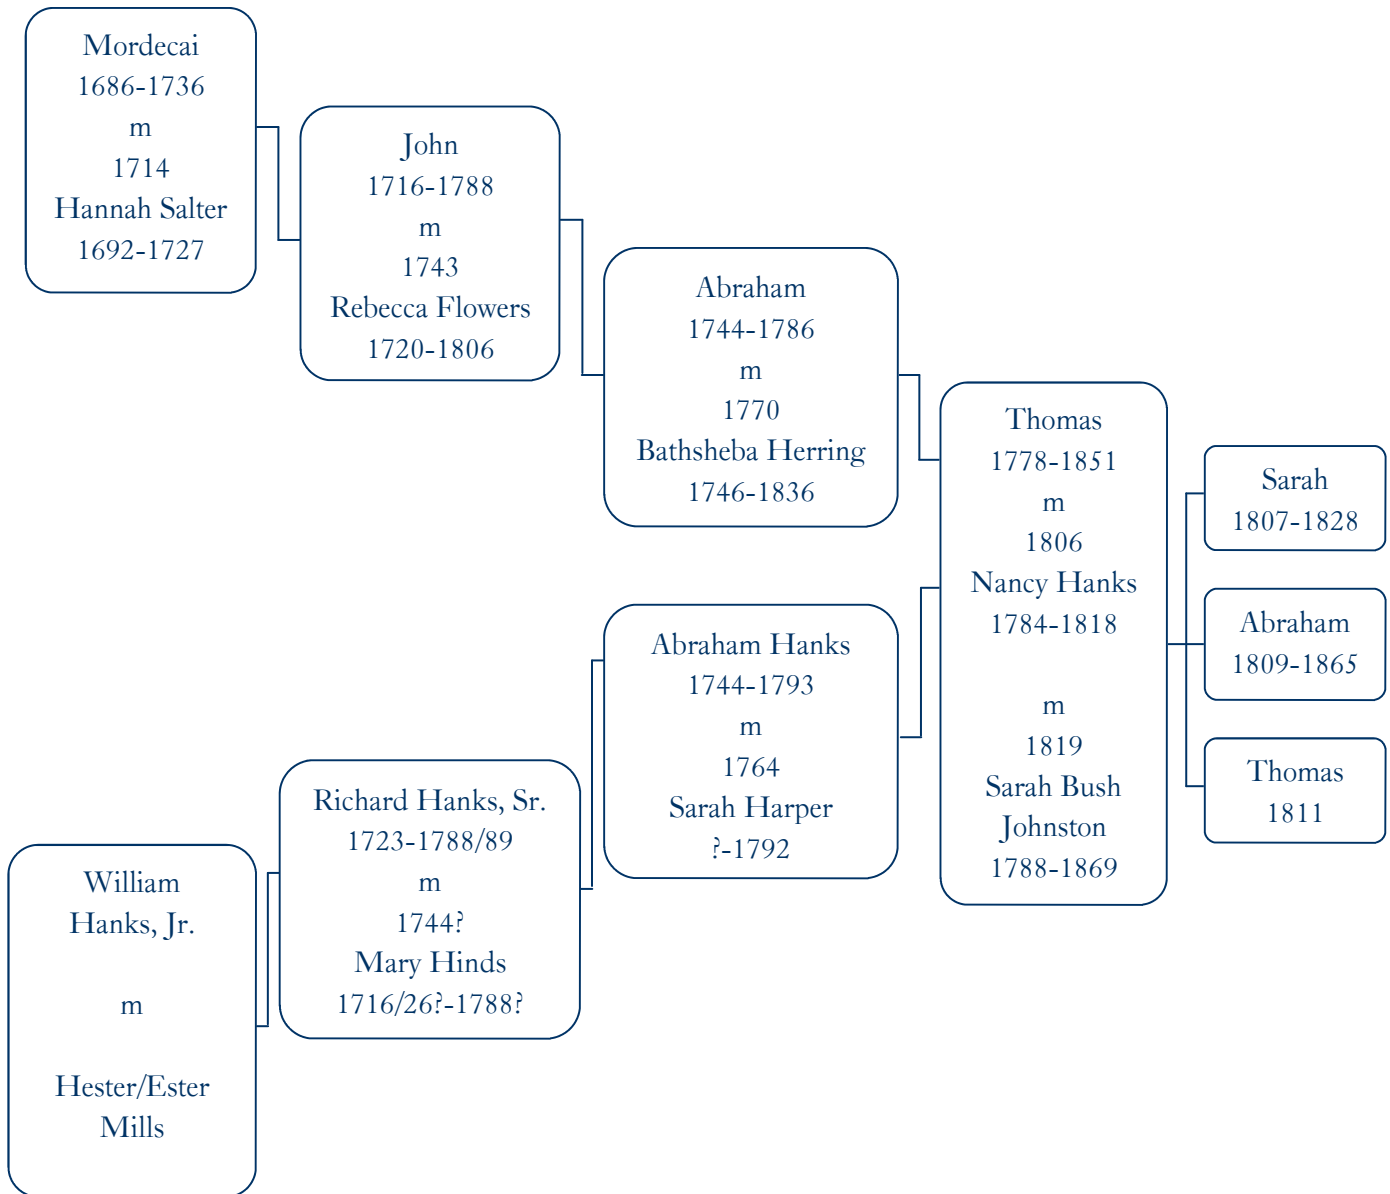 Mordecai
1686-1736
m
1714
Hannah Salter
1692-1727
John
1716-1788
m
1743
Rebecca Flowers
1720-1806
Abraham
1744-1786
m
1770
Bathsheba Herring
1746-1836
Thomas
1778-1851
m
1806
Nancy Hanks
1784-1818
m
1819
Sarah Bush
Johnston
1788-1869
Sarah
1807-1828
Abraham
1809-1865
Thomas
1811
Abraham Hanks
1744-1793
m
1764
Sarah Harper
?-1792
Richard Hanks, Sr.
1723-1788/89
m
1744?
Mary Hinds
1716/26?-1788?
William
Hanks, Jr.
m
Hester/Ester
Mills